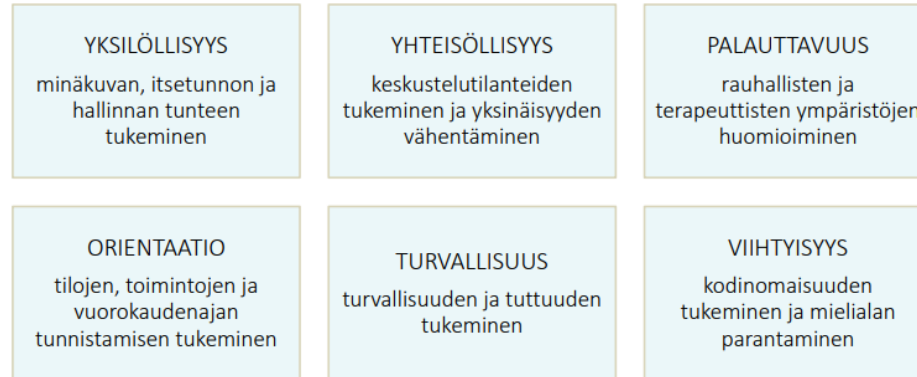 YKSILÖLLISYYS
minäkuvan, itsetunnon ja
hallinnan tunteen
tukeminen
YHTEISÖLLISYYS
keskustelutilanteiden
tukeminen ja yksinäisyyden
vähentäminen
PALAUTTAVUUS
rauhallisten ja
terapeuttisten ympäristöjen
huomioiminen
ORIENTAATIO
tilojen, toimintojen ja
vuorokaudenajan
tunnistamisen tukeminen
TURVALLISUUS
turvallisuuden ja tuttuuden
tukeminen
VIIHTYISYYS
kodinomaisuuden
tukeminen ja mielialan
parantaminen